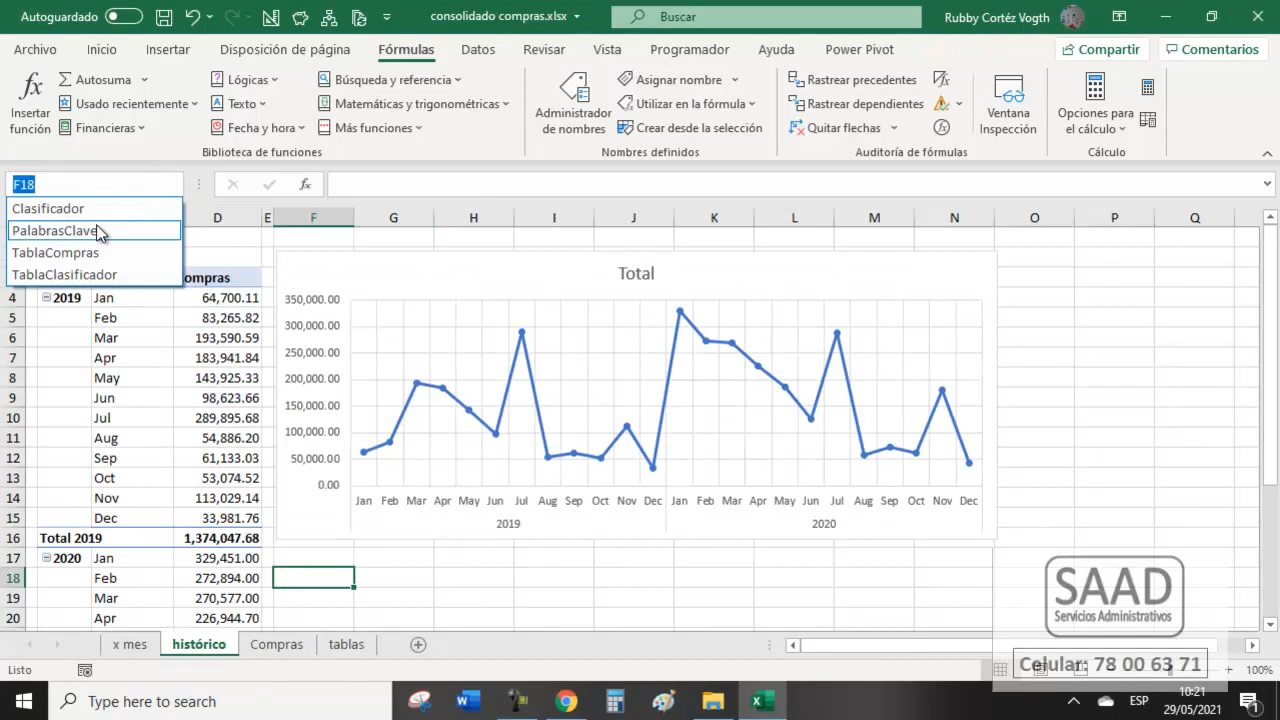 Autoguardado
consolidado compras.xlsx
Buscar
Rubby Cortéz Vogth
Archivo Inicio Insertar Disposición de página Fórmulas Datos Revisar Vista Programador Ayuda Power Pivot Compartir Comentarios
Insertar función
Autosuma
Usado recientemente
Financieras
Lógicas
Texto
Fecha y hora
Búsqueda y referencia
Matemáticas y trigonométricas
Más funciones
Biblioteca de funciones
Administrador de nombres
Asignar nombre
Utilizar en la fórmula
Crear desde la selección
Nombres definidos
Rastrear precedentes
Rastrear dependientes
Quitar flechas
Auditoría de fórmulas
Ventana Inspección
Opciones para el cálculo
Cálculo
F18
fx
Clasificador
PalabrasClave
TablaCompras
TablaClasificador
D E F G H I J K L M N O P Q
ompras
4 2019 Jan 64,700.11
5 Feb 83,265.82
6 Mar 193,590.59
7 Apr 183,941.84
8 May 143,925.33
9 Jun 98,623.66
10 Jul 289,895.68
11 Aug 54,886.20
12 Sep 61,133.03
13 Oct 53,074.52
14 Nov 113,029.14
15 Dec 33,981.76
16 Total 2019 1,374,047.68
17 2020 Jan 329,451.00
18 Feb 272,894.00
19 Mar 270,577.00
20 Apr 226,944.70
Total
350,000.00
300,000.00
250,000.00
200,000.00
150,000.00
100,000.00
50,000.00
0.00
Jan Feb Mar Apr May Jun Jul Aug Sep Oct Nov Dec Jan Feb Mar Apr May Jun Jul Aug Sep Oct Nov Dec
2019 2020
SAAD
Servicios Administrativos
Celular: 78 00 63 71
x mes histórico Compras tablas
Listo
100%
Type here to search
ESP
10:21
29/05/2021
1